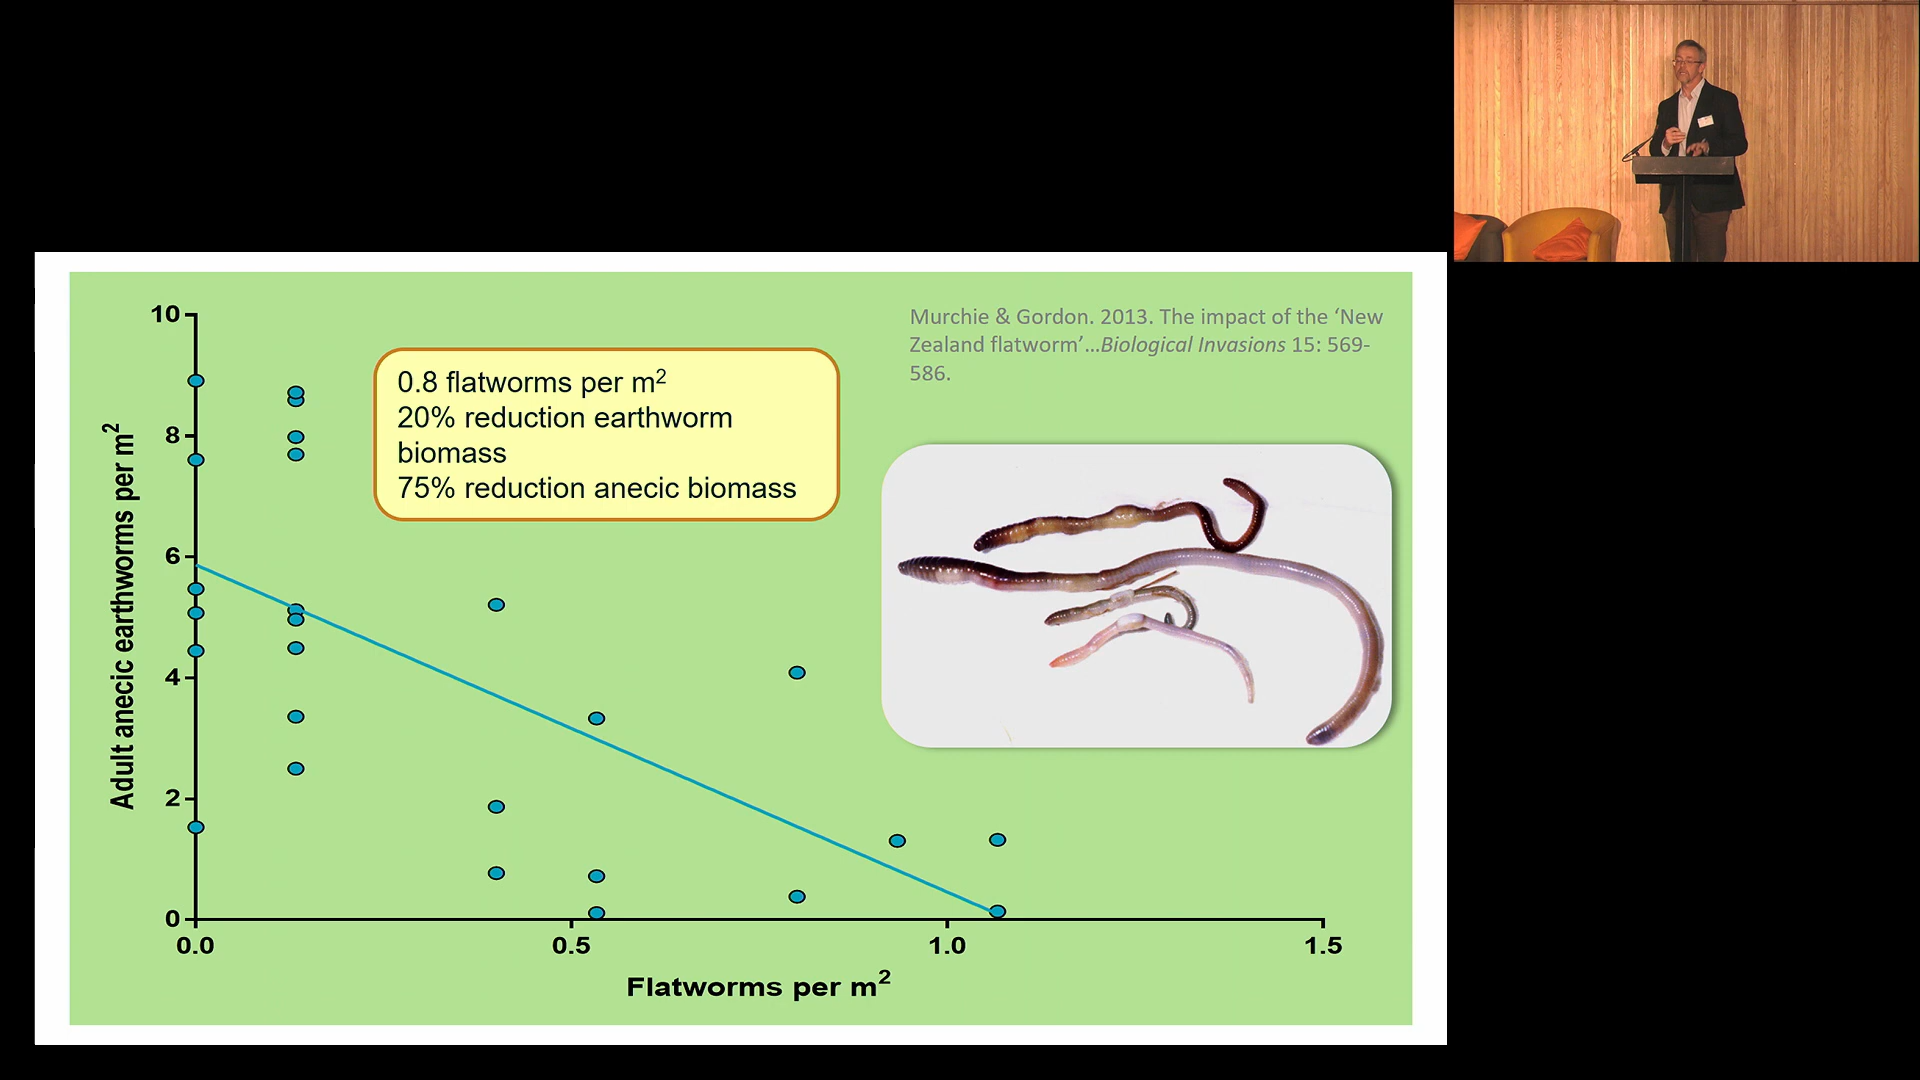 Murchie & Gordon. 2013. The impact of the ‘New
Zealand flatworm’...Biological Invasions 15: 569-
586.
0.8 flatworms per m²
20% reduction earthworm
biomass
75% reduction anecic biomass
Adult anecic earthworms per m²
10
8
6
4
2
0
0.0
0.5
1.0
1.5
Flatworms per m²